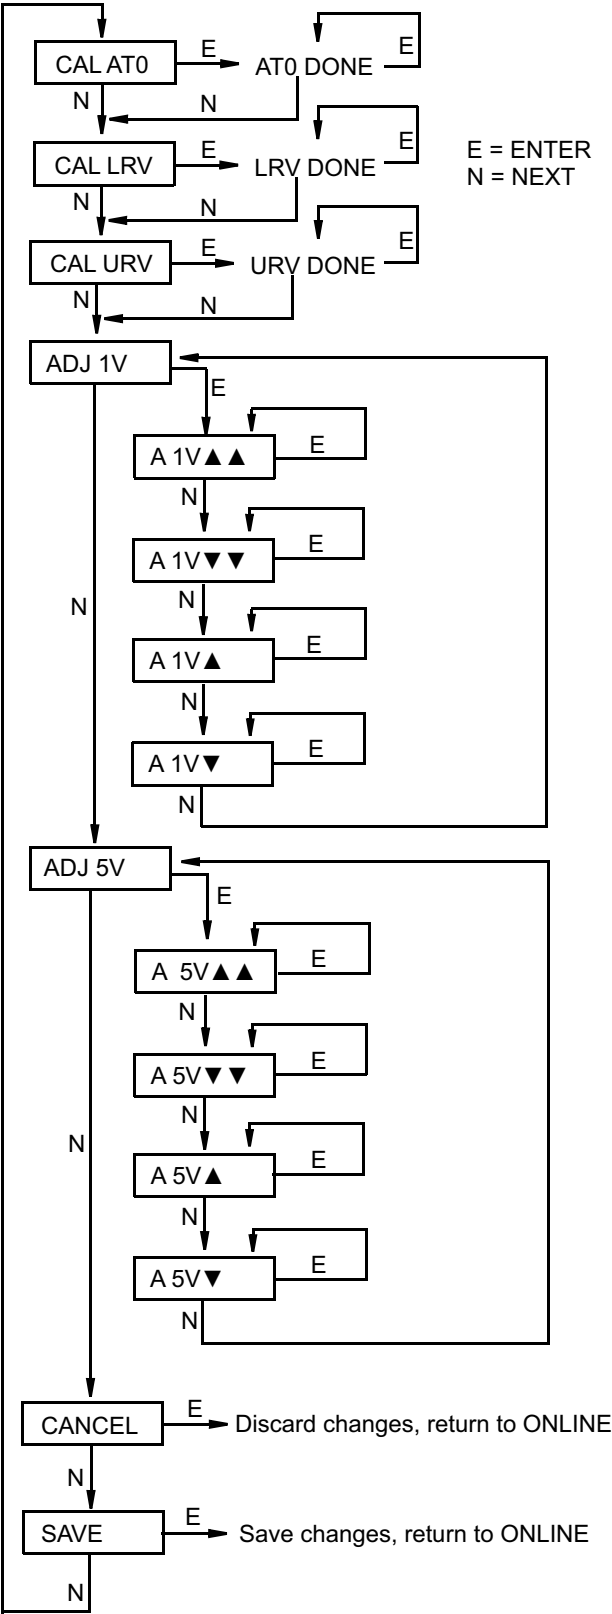 CAL AT0
E
AT0 DONE
E
N
N
CAL LRV
E
LRV DONE
E
E = ENTER
N = NEXT
N
N
CAL URV
E
URV DONE
E
N
N
ADJ 1V
E
A 1V▲▲
E
N
A 1V▼▼
E
N
N
A 1V▲
E
N
A 1V▼
E
N
ADJ 5V
E
A 5V▲▲
E
N
A 5V▼▼
E
N
N
A 5V▲
E
N
A 5V▼
E
N
CANCEL
E
Discard changes, return to ONLINE
N
SAVE
E
Save changes, return to ONLINE
N